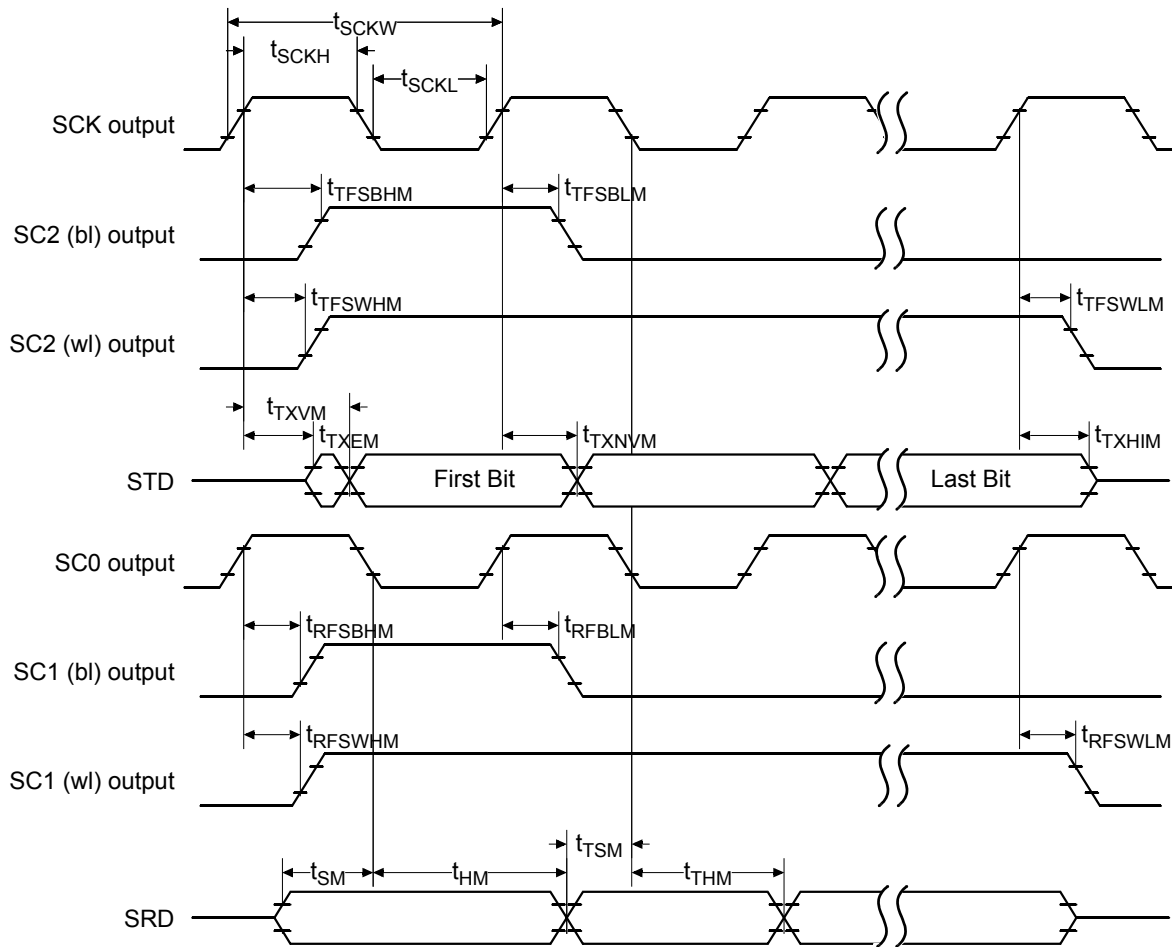 tSCKW
tSCKH
tSCKL
SCK output
tTFSBHM
tTFSBLM
SC2 (bl) output
tTFSWHM
tTFSWLM
SC2 (wl) output
tTXVM
tTXEM
tTXNVM
tTXHIM
STD
First Bit
Last Bit
SC0 output
tRFSBHM
tRFBLM
SC1 (bl) output
tRFSWHM
tRFSWLM
SC1 (wl) output
tTSM
tSM
tHM
tTHM
SRD